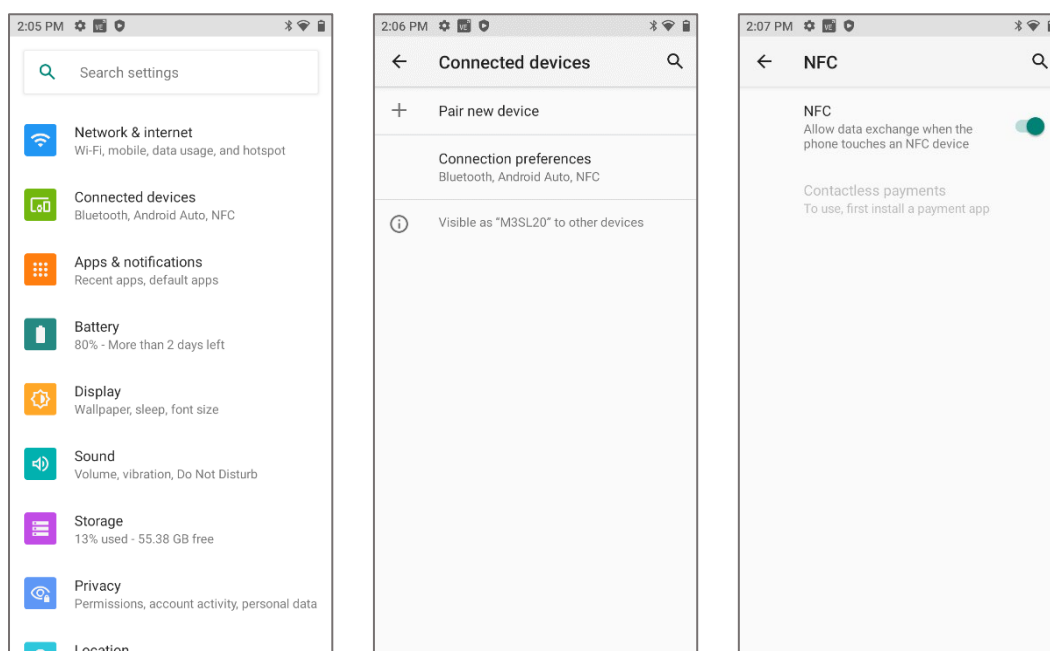 2:05 PM
Search settings
Network & internet
Wi-Fi, mobile, data usage, and hotspot
Connected devices
Bluetooth, Android Auto, NFC
Apps & notifications
Recent apps, default apps
Battery
80% - More than 2 days left
Display
Wallpaper, sleep, font size
Sound
Volume, vibration, Do Not Disturb
Storage
13% used - 55.38 GB free
Privacy
Permissions, account activity, personal data
Location
2:06 PM
Connected devices
Pair new device
Connection preferences
Bluetooth, Android Auto, NFC
Visible as "M3SL20" to other devices
2:07 PM
NFC
NFC
Allow data exchange when the
phone touches an NFC device
Contactless payments
To use, first install a payment app